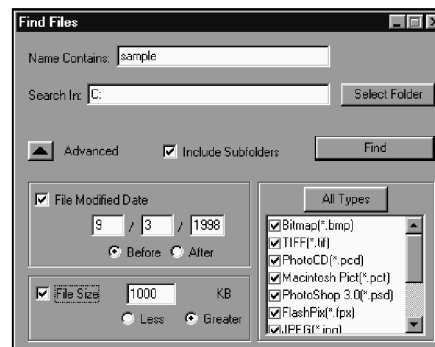 Find Files
Name Contains: sample
Search In: C:
Select Folder
Advanced
Include Subfolders
Find
File Modified Date
9 / 3 / 1998
Before After
File Size 1000 KB
Less Greater
All Types
Bitmap(*.bmp)
TIFF(*.tif)
PhotoCD(*.pcd)
Macintosh Pict(*.pct)
PhotoShop 3.0(*.psd)
FlashPix(*.fpx)
JPEG(*.jpg)